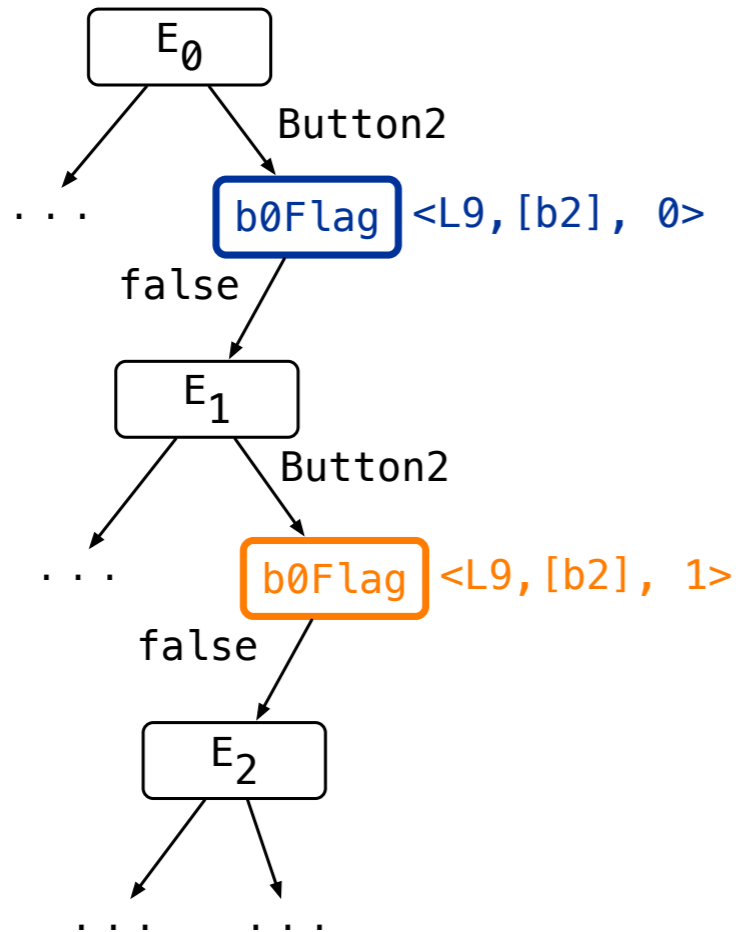 E0
Button2
...
b0Flag <L9,[b2], 0>
false
E1
Button2
...
b0Flag <L9,[b2], 1>
false
E2
... ...